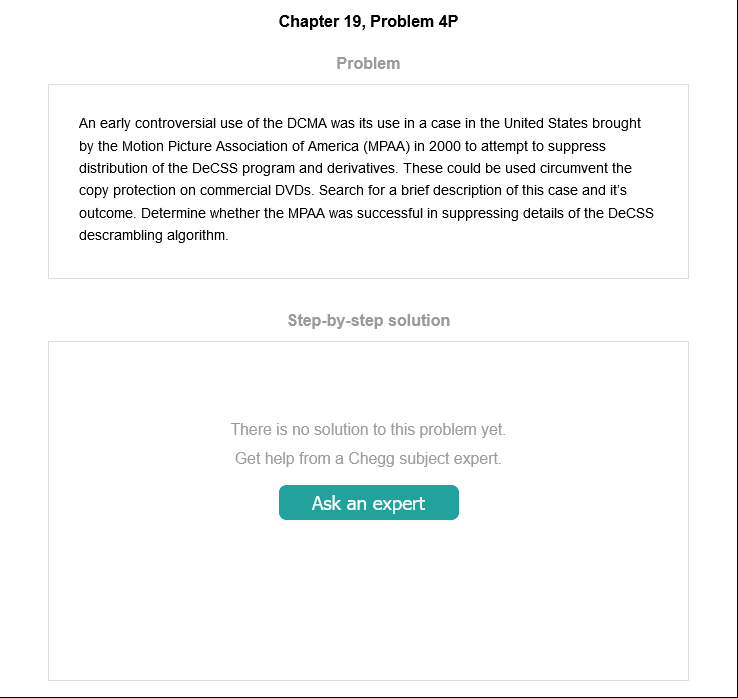 Chapter 19, Problem 4P
Problem
An early controversial use of the DCMA was its use in a case in the United States brought
by the Motion Picture Association of America (MPAA) in 2000 to attempt to suppress
distribution of the DeCSS program and derivatives. These could be used circumvent the
copy protection on commercial DVDs. Search for a brief description of this case and it's
outcome. Determine whether the MPAA was successful in suppressing details of the DeCSS
descrambling algorithm.
Step-by-step solution
There is no solution to this problem yet.
Get help from a Chegg subject expert.
Ask an expert